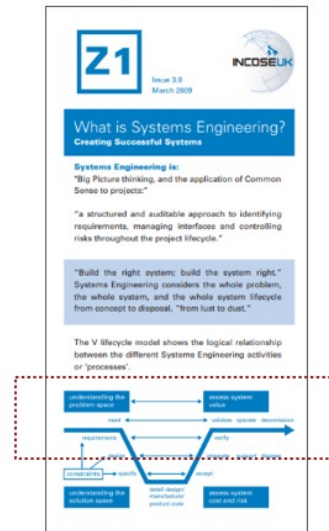 Z1
INCOSEUK
Issue 3.0
March 2009
What is Systems Engineering?
Creating Successful Systems
Systems Engineering is:
"Big Picture thinking, and the application of Common
Sense to projects:"
"a structured and auditable approach to identifying
requirements, managing interfaces and controlling
risks throughout the project lifecycle."
"Build the right system; build the system right."
Systems Engineering considers the whole problem,
the whole system, and the whole system lifecycle
from concept to disposal, "from lust to dust."
The V lifecycle model shows the logical relationship
between the different Systems Engineering activities
or 'processes'.
understanding the
problem space
assess system
value
need
validate operate decommission
requirements
verify
constraints
specify
accept
understanding the
solution space
detail design/
manufacture/
product code
assess system
cost and risk